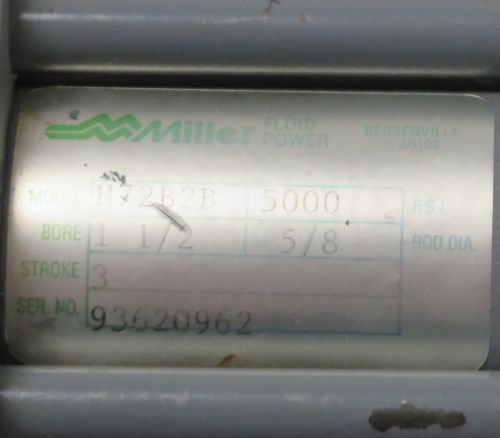 Miller FLUID POWER BENSENVILLE IL 60106
MODEL H72B2B 5000 P.S.I.
BORE 1 1/2 5/8 ROD DIA.
STROKE 3
SER. NO. 93620962